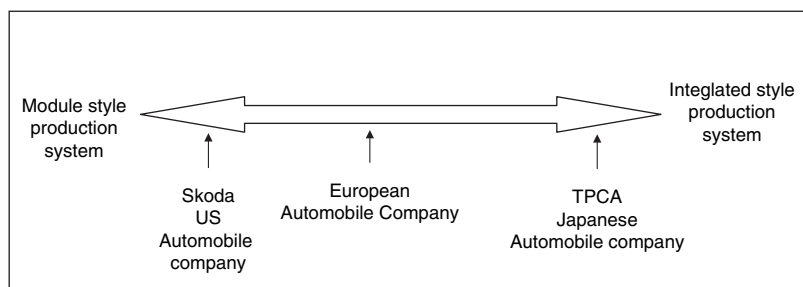 Module style
production
system
Integlated style
production
system
Skoda
US
Automobile
company
European
Automobile Company
TPCA
Japanese
Automobile company